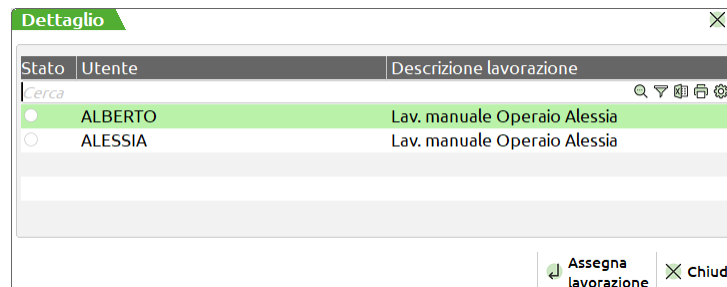 Dettaglio
Stato Utente Descrizione lavorazione
Cerca
ALBERTO Lav. manuale Operaio Alessia
ALESSIA Lav. manuale Operaio Alessia
Assegna
lavorazione
Chiud